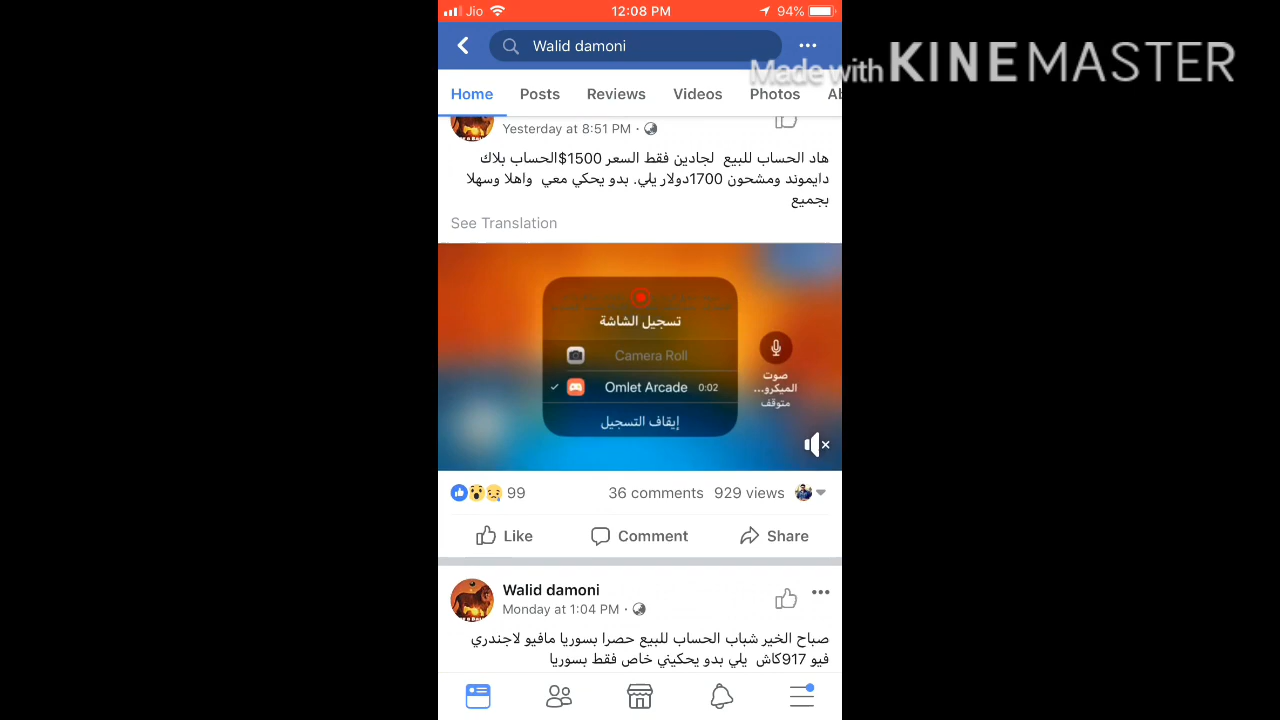 Jio
12:08 PM
94%
Walid damoni
Made with KINEMASTER
Home Posts Reviews Videos Photos Al
Yesterday at 8:51 PM
هاد الحساب للبيع لجادين فقط السعر 1500$الحساب بلاك
دايموند ومشحون 1700دولار يلي. بدو يحكي معي واهلا وسهلا
بجميع
See Translation
تسجيل الشاشة
Camera Roll
Omlet Arcade 0:02
إيقاف التسجيل
صوت
الميكرو...
متوقف
99 36 comments 929 views
Like Comment Share
Walid damoni
Monday at 1:04 PM
صباح الخير شباب الحساب للبيع حصرا بسوريا مافيو لاجندري
فيو 917كاش يلي بدو يحكيني خاص فقط بسوريا